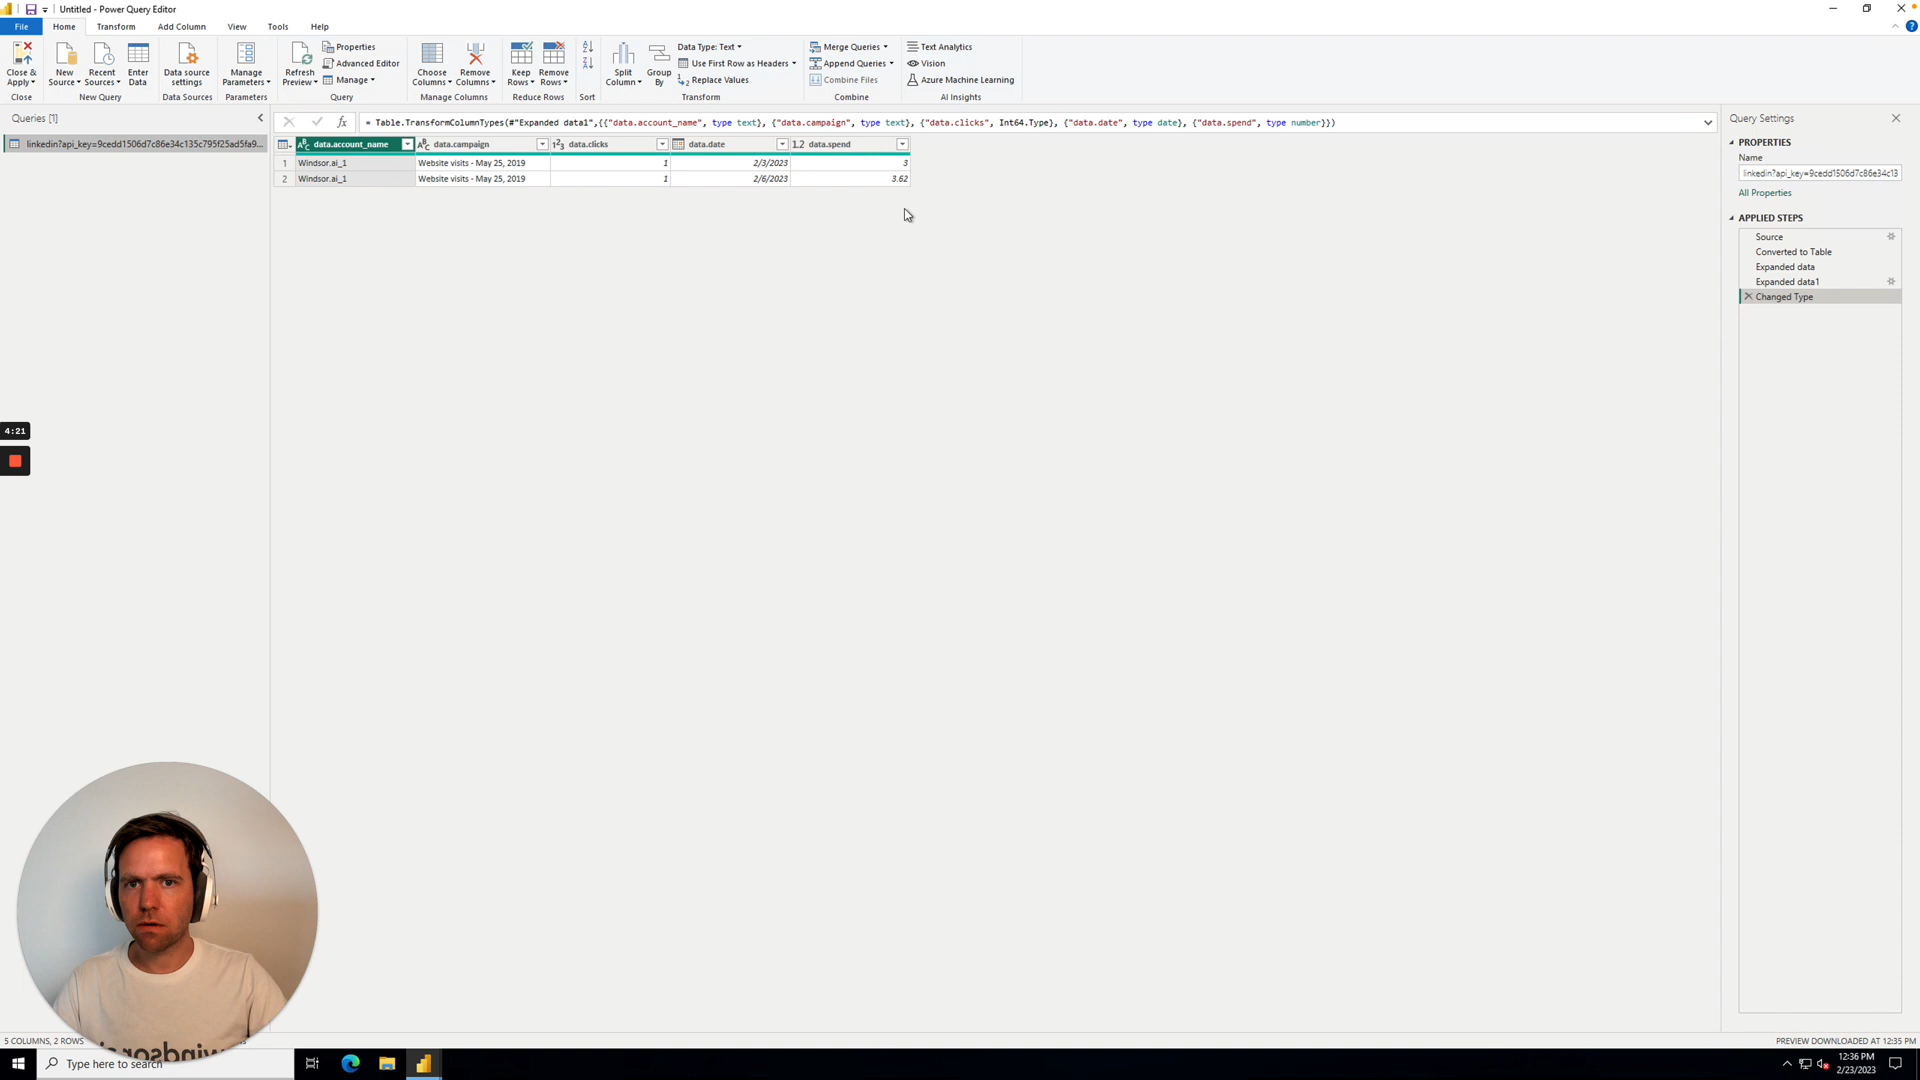 Untitled - Power Query Editor
File Home Transform Add Column View Tools Help
Close & Apply
New Source
Recent Sources
Enter Data
Data source settings
Manage Parameters
Refresh Preview
Properties
Advanced Editor
Manage
Choose Columns
Remove Columns
Keep Rows
Remove Rows
Split Column
Group By
Data Type: Text
Use First Row as Headers
Replace Values
Merge Queries
Append Queries
Combine Files
Text Analytics
Vision
Azure Machine Learning
Close New Query Data Sources Parameters Query Manage Columns Reduce Rows Sort Transform Combine AI Insights
Queries [1]
linkedin?api_key=9cedd1506d7c86e34c135c795f25ad5fa9...
= Table.TransformColumnTypes(#"Expanded data1",{{"data.account_name", type text}, {"data.campaign", type text}, {"data.clicks", Int64.Type}, {"data.date", type date}, {"data.spend", type number}})
data.account_name data.campaign data.clicks data.date 1.2 data.spend
1 Windsor.ai_1 Website visits - May 25, 2019 1 2/3/2023 3
2 Windsor.ai_1 Website visits - May 25, 2019 1 2/6/2023 3.62
Query Settings
PROPERTIES
Name
linkedin?api_key=9cedd1506d7c86e34c13
All Properties
APPLIED STEPS
Source
Converted to Table
Expanded data
Expanded data1
Changed Type
4:21
5 COLUMNS, 2 ROWS
PREVIEW DOWNLOADED AT 12:35 PM
Type here to search
12:36 PM
2/23/2023